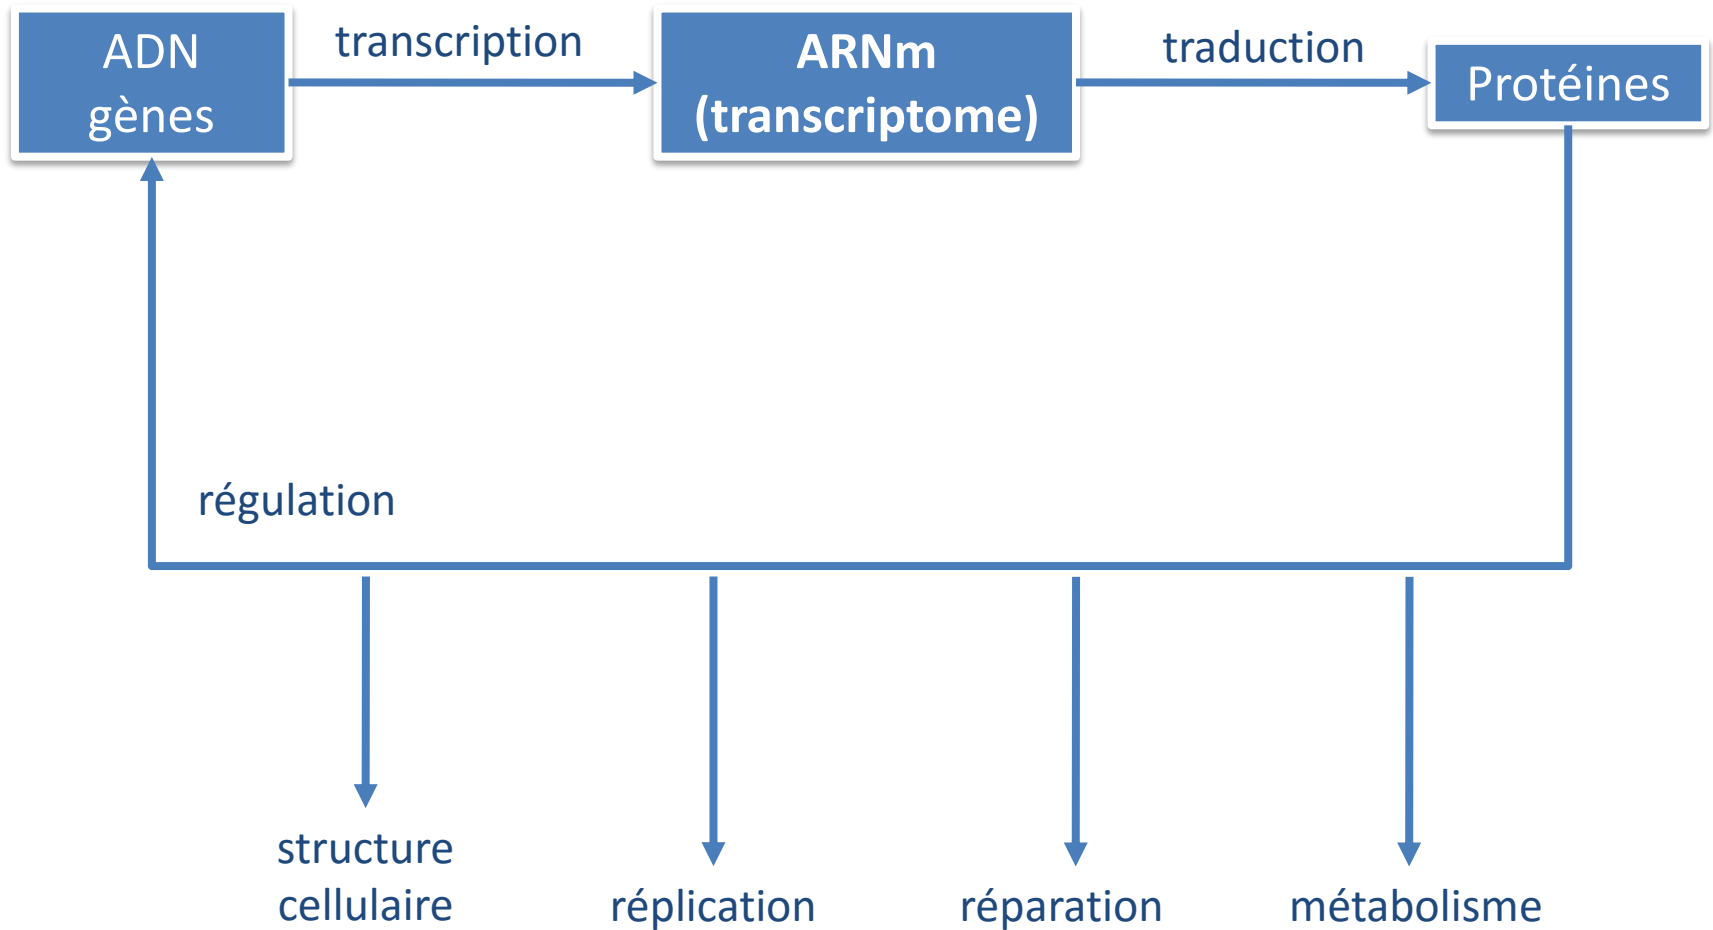 ADN
gènes
transcription
ARNm
(transcriptome)
traduction
Protéines
régulation
structure
cellulaire
réplication
réparation
métabolisme